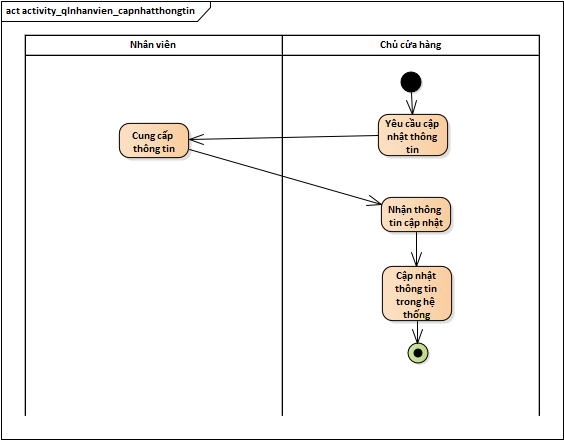 act activity_qlnhanvien_capnhatthongtin
Nhân viên
Chủ cửa hàng
Yêu cầu cập
nhật thông
tin
Cung cấp
thông tin
Nhận thông
tin cập nhật
Cập nhật
thông tin
trong hệ
thống